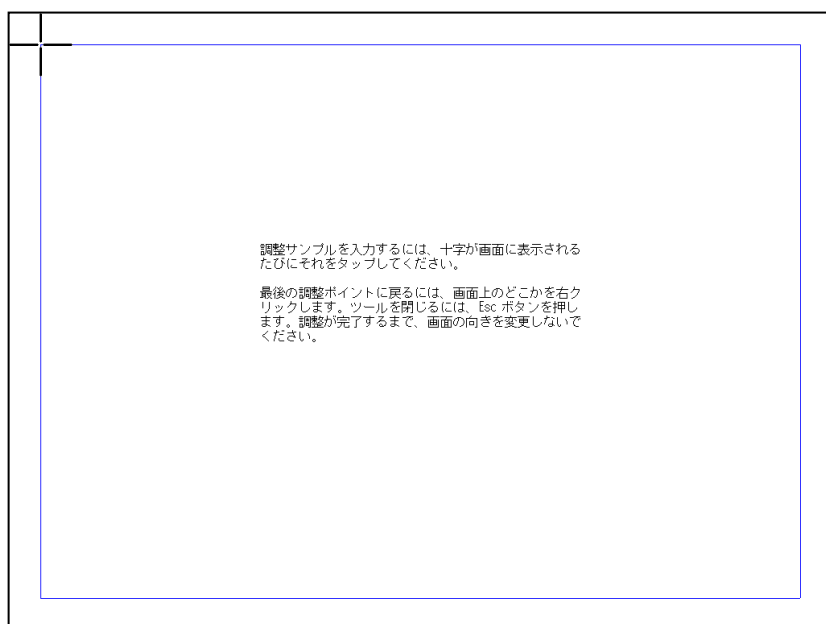 調整サンプルを入力するには、十字が画面に表示される
たびにそれをタップしてください。
最後の調整ポイントに戻るには、画面上のどこかを右ク
リックします。ツールを閉じるには、Esc ボタンを押し
ます。調整が完了するまで、画面の向きを変更しないで
ください。